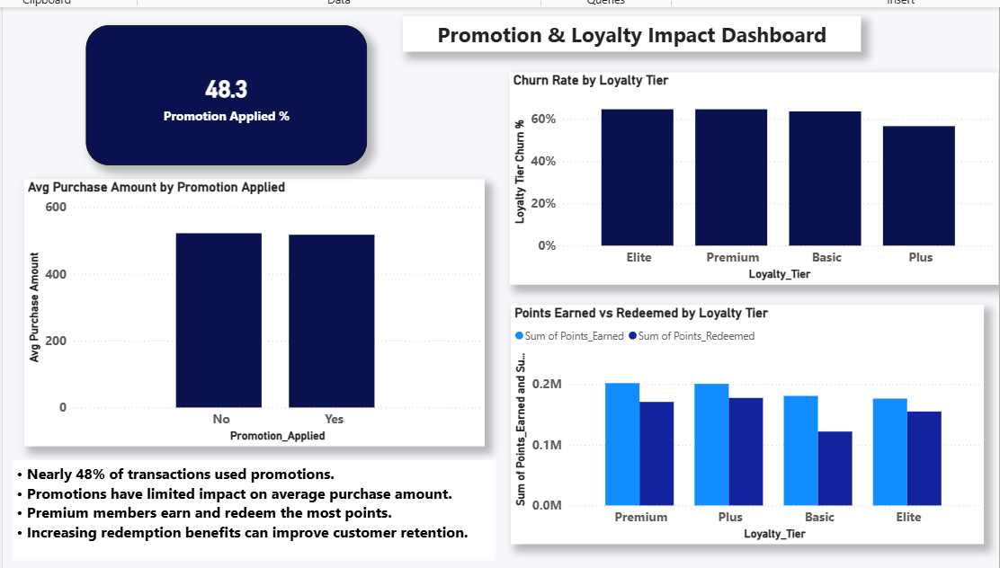 Clipboard
Data
Queries
Insert
Promotion & Loyalty Impact Dashboard
48.3
Promotion Applied %
Churn Rate by Loyalty Tier
Loyalty Tier Churn %
60%
40%
20%
0%
Elite
Premium
Basic
Plus
Loyalty_Tier
Avg Purchase Amount by Promotion Applied
Avg Purchase Amount
600
400
200
0
No
Yes
Promotion_Applied
Points Earned vs Redeemed by Loyalty Tier
Sum of Points_Earned
Sum of Points_Redeemed
Sum of Points_Earned and Su...
0.2M
0.1M
0.0M
Premium
Plus
Basic
Elite
Loyalty_Tier
• Nearly 48% of transactions used promotions.
• Promotions have limited impact on average purchase amount.
• Premium members earn and redeem the most points.
• Increasing redemption benefits can improve customer retention.